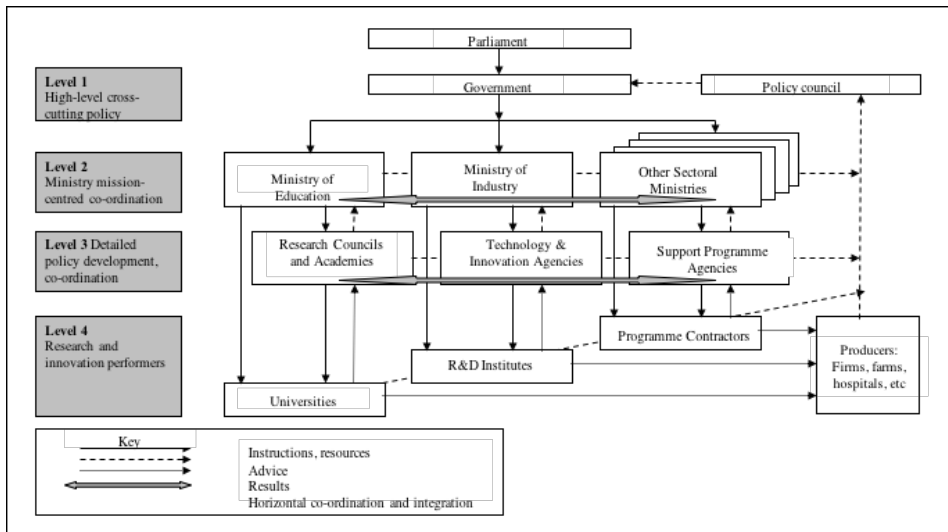 Parliament
Level 1
High-level cross-
cutting policy
Government
Policy council
Level 2
Ministry mission-
centred co-ordination
Ministry of
Education
Ministry of
Industry
Other Sectoral
Ministries
Level 3 Detailed
policy development,
co-ordination
Research Councils
and Academies
Technology &
Innovation Agencies
Support Programme
Agencies
Level 4
Research and
innovation performers
Programme Contractors
R&D Institutes
Universities
Producers:
Firms, farms,
hospitals, etc
Key
Instructions, resources
Advice
Results
Horizontal co-ordination and integration